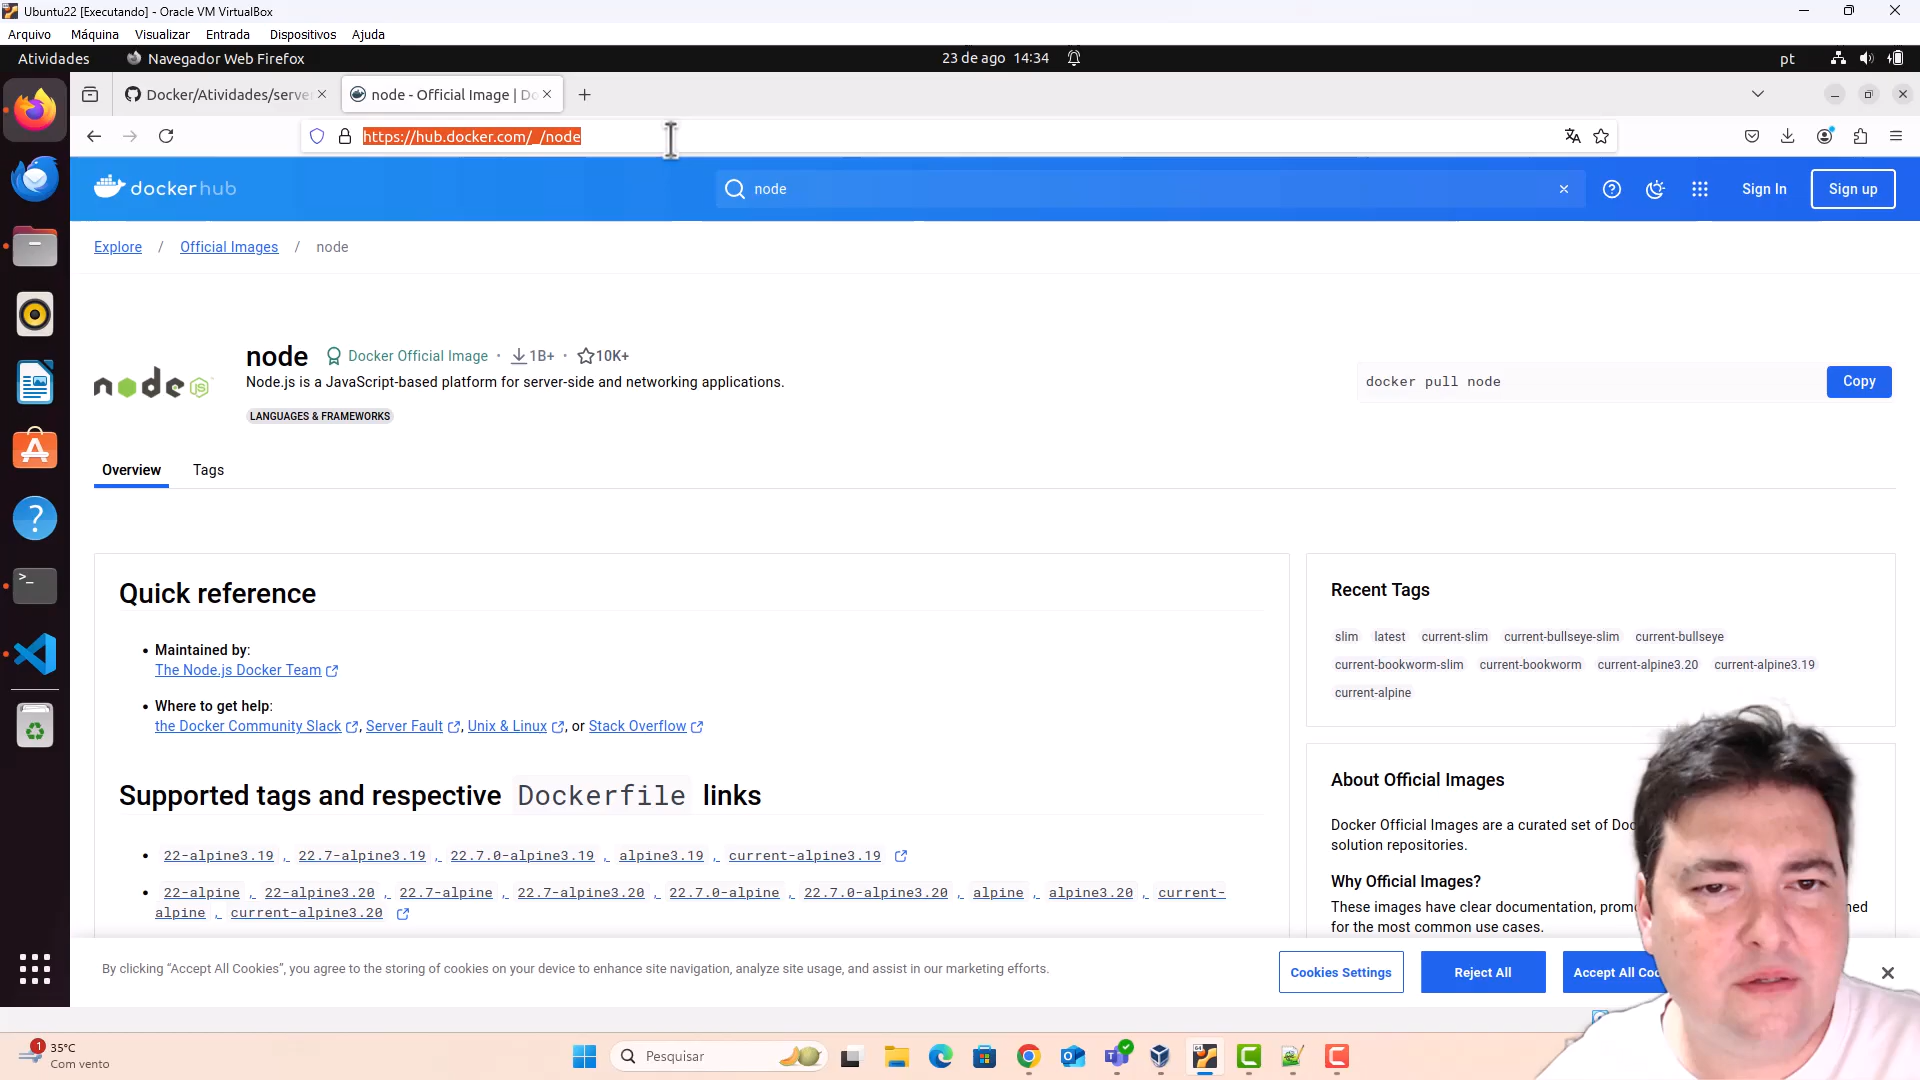 Ubuntu22 [Executando] - Oracle VM VirtualBox
Arquivo Máquina Visualizar Entrada Dispositivos Ajuda
Atividades Navegador Web Firefox 23 de ago 14:34 pt
Docker/Atividades/serve node - Official Image | Do
https://hub.docker.com/_/node
dockerhub node Sign In Sign up
Explore / Official Images / node
node Docker Official Image · 1B+ · 10K+
Node.js is a JavaScript-based platform for server-side and networking applications.
LANGUAGES & FRAMEWORKS
docker pull node Copy
Overview Tags
Quick reference
Maintained by:
The Node.js Docker Team
Where to get help:
the Docker Community Slack, Server Fault, Unix & Linux, or Stack Overflow
Supported tags and respective Dockerfile links
22-alpine3.19, 22.7-alpine3.19, 22.7.0-alpine3.19, alpine3.19, current-alpine3.19
22-alpine, 22-alpine3.20, 22.7-alpine, 22.7-alpine3.20, 22.7.0-alpine, 22.7.0-alpine3.20, alpine, alpine3.20, current-
alpine, current-alpine3.20
Recent Tags
slim latest current-slim current-bullseye-slim current-bullseye
current-bookworm-slim current-bookworm current-alpine3.20 current-alpine3.19
current-alpine
About Official Images
Docker Official Images are a curated set of Doc
solution repositories.
Why Official Images?
These images have clear documentation, promo ned
for the most common use cases.
By clicking “Accept All Cookies”, you agree to the storing of cookies on your device to enhance site navigation, analyze site usage, and assist in our marketing efforts.
Cookies Settings Reject All Accept All Coo
1 35°C
Com vento
Pesquisar